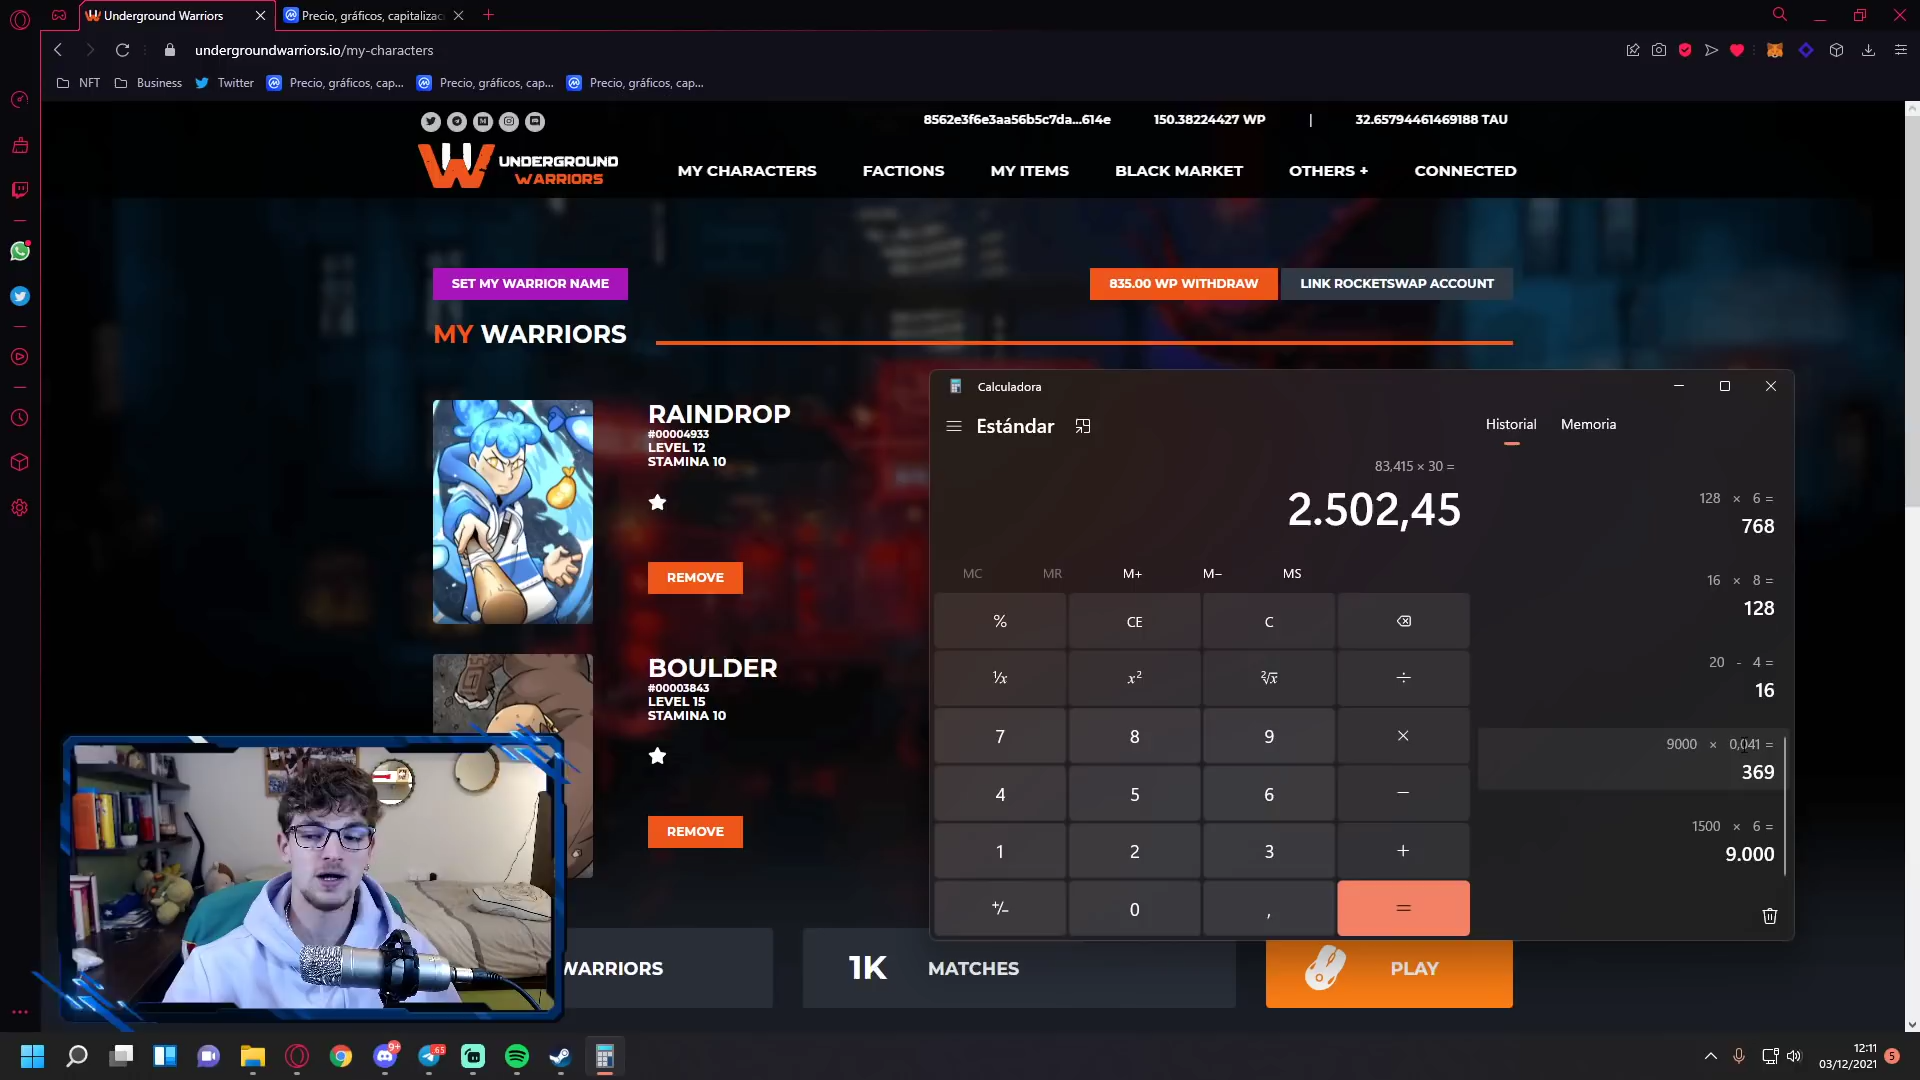 Underground Warriors
Precio, gráficos, capitalizac
undergroundwarriors.io/my-characters
NFT
Business
Twitter
Precio, gráficos, cap...
Precio, gráficos, cap...
Precio, gráficos, cap...
8562e3f6e3aa56b5c7da...614e
150.38224427 WP
|
32.65794461469188 TAU
UNDERGROUND
WARRIORS
MY CHARACTERS
FACTIONS
MY ITEMS
BLACK MARKET
OTHERS +
CONNECTED
SET MY WARRIOR NAME
835.00 WP WITHDRAW
LINK ROCKETSWAP ACCOUNT
MY WARRIORS
RAINDROP
#00004933
LEVEL 12
STAMINA 10
REMOVE
BOULDER
#00003843
LEVEL 15
STAMINA 10
REMOVE
WARRIORS
1K MATCHES
PLAY
Calculadora
Estándar
Historial
Memoria
83,415 × 30 =
2.502,45
MC MR M+ M− MS
% CE C
¹/x x² ²√x ÷
7 8 9 ×
4 5 6 −
1 2 3 +
+/− 0 , =
128 × 6 =
768
16 × 8 =
128
20 - 4 =
16
9000 × 0,041 =
369
1500 × 6 =
9.000
9+
65
12:11
03/12/2021
5